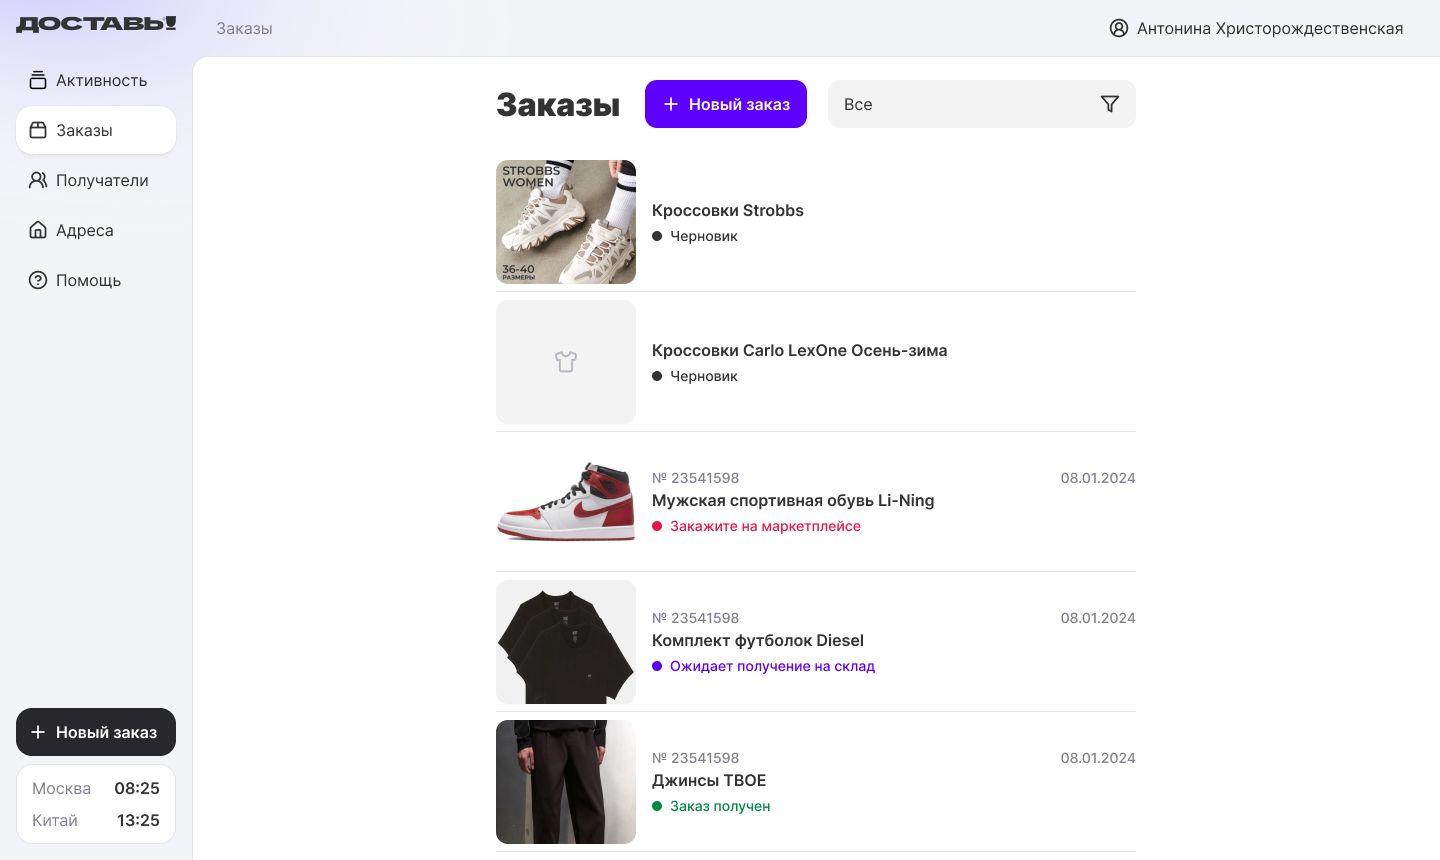 ДОСТАВЬ!
Заказы
Антонина Христорождественская
Активность
Заказы
Получатели
Адреса
Помощь
Новый заказ
Москва 08:25
Китай 13:25
Заказы
Новый заказ
Все
STROBBS
WOMEN
36-40
РАЗМЕРЫ
Кроссовки Strobbs
Черновик
Кроссовки Carlo LexOne Осень-зима
Черновик
№ 23541598 08.01.2024
Мужская спортивная обувь Li-Ning
Закажите на маркетплейсе
№ 23541598 08.01.2024
Комплект футболок Diesel
Ожидает получение на склад
№ 23541598 08.01.2024
Джинсы ТВОЕ
Заказ получен